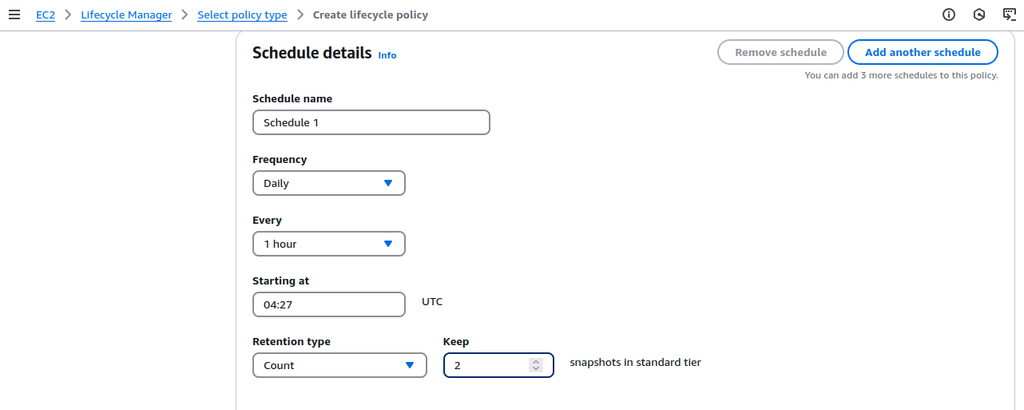 EC2 > Lifecycle Manager > Select policy type > Create lifecycle policy
Schedule details Info
Remove schedule
Add another schedule
You can add 3 more schedules to this policy.
Schedule name
Schedule 1
Frequency
Daily
Every
1 hour
Starting at
04:27 UTC
Retention type
Count
Keep
2 snapshots in standard tier